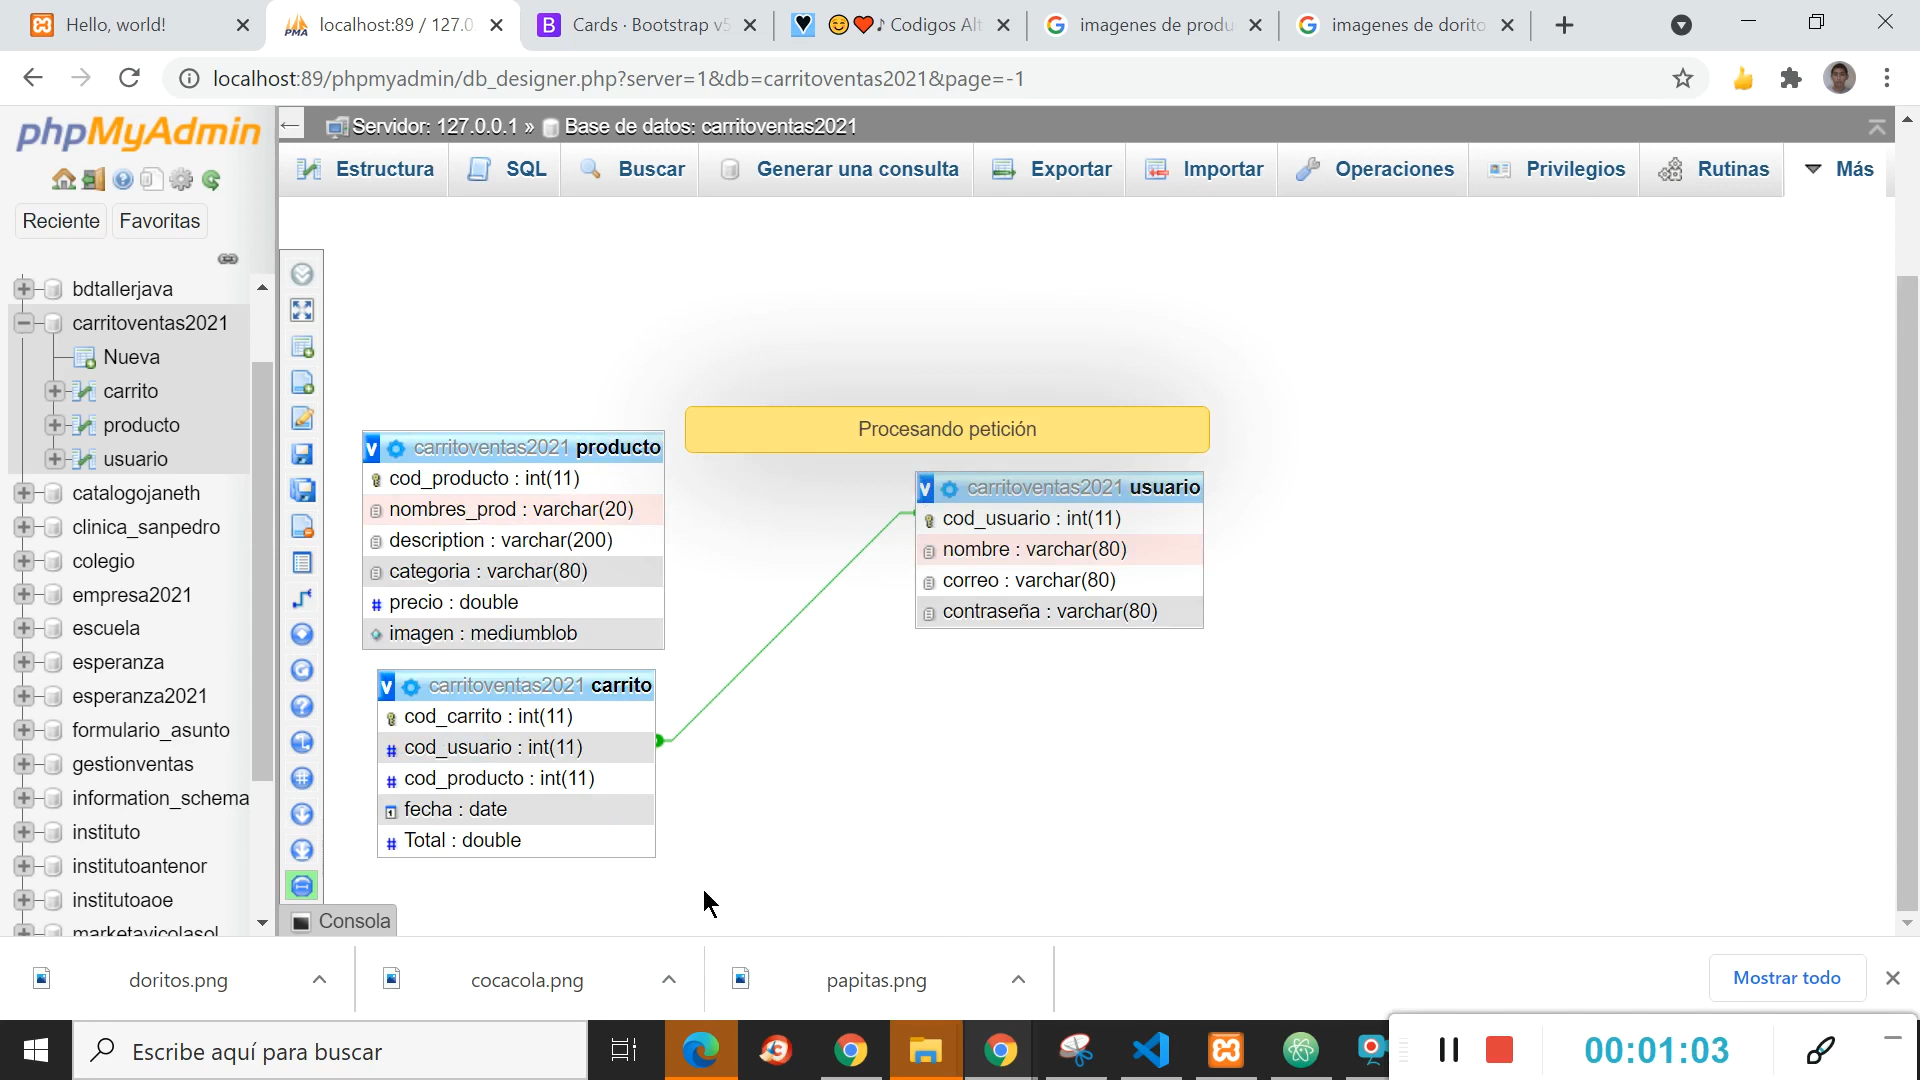 Hello, world!
localhost:89 / 127.0
Cards · Bootstrap v5
😊❤♪ Codigos Alt
imagenes de produ
imagenes de dorito
localhost:89/phpmyadmin/db_designer.php?server=1&db=carritoventas2021&page=-1
phpMyAdmin
Reciente
Favoritas
bdtallerjava
carritoventas2021
Nueva
carrito
producto
usuario
catalogojaneth
clinica_sanpedro
colegio
empresa2021
escuela
esperanza
esperanza2021
formulario_asunto
gestionventas
information_schema
instituto
institutoantenor
institutoaoe
marketavicolasol
Servidor: 127.0.0.1 » Base de datos: carritoventas2021
Estructura
SQL
Buscar
Generar una consulta
Exportar
Importar
Operaciones
Privilegios
Rutinas
Más
Procesando petición
carritoventas2021 producto
cod_producto : int(11)
nombres_prod : varchar(20)
description : varchar(200)
categoria : varchar(80)
precio : double
imagen : mediumblob
carritoventas2021 usuario
cod_usuario : int(11)
nombre : varchar(80)
correo : varchar(80)
contraseña : varchar(80)
carritoventas2021 carrito
cod_carrito : int(11)
cod_usuario : int(11)
cod_producto : int(11)
fecha : date
Total : double
Consola
doritos.png
cocacola.png
papitas.png
Mostrar todo
Escribe aquí para buscar
00:01:03